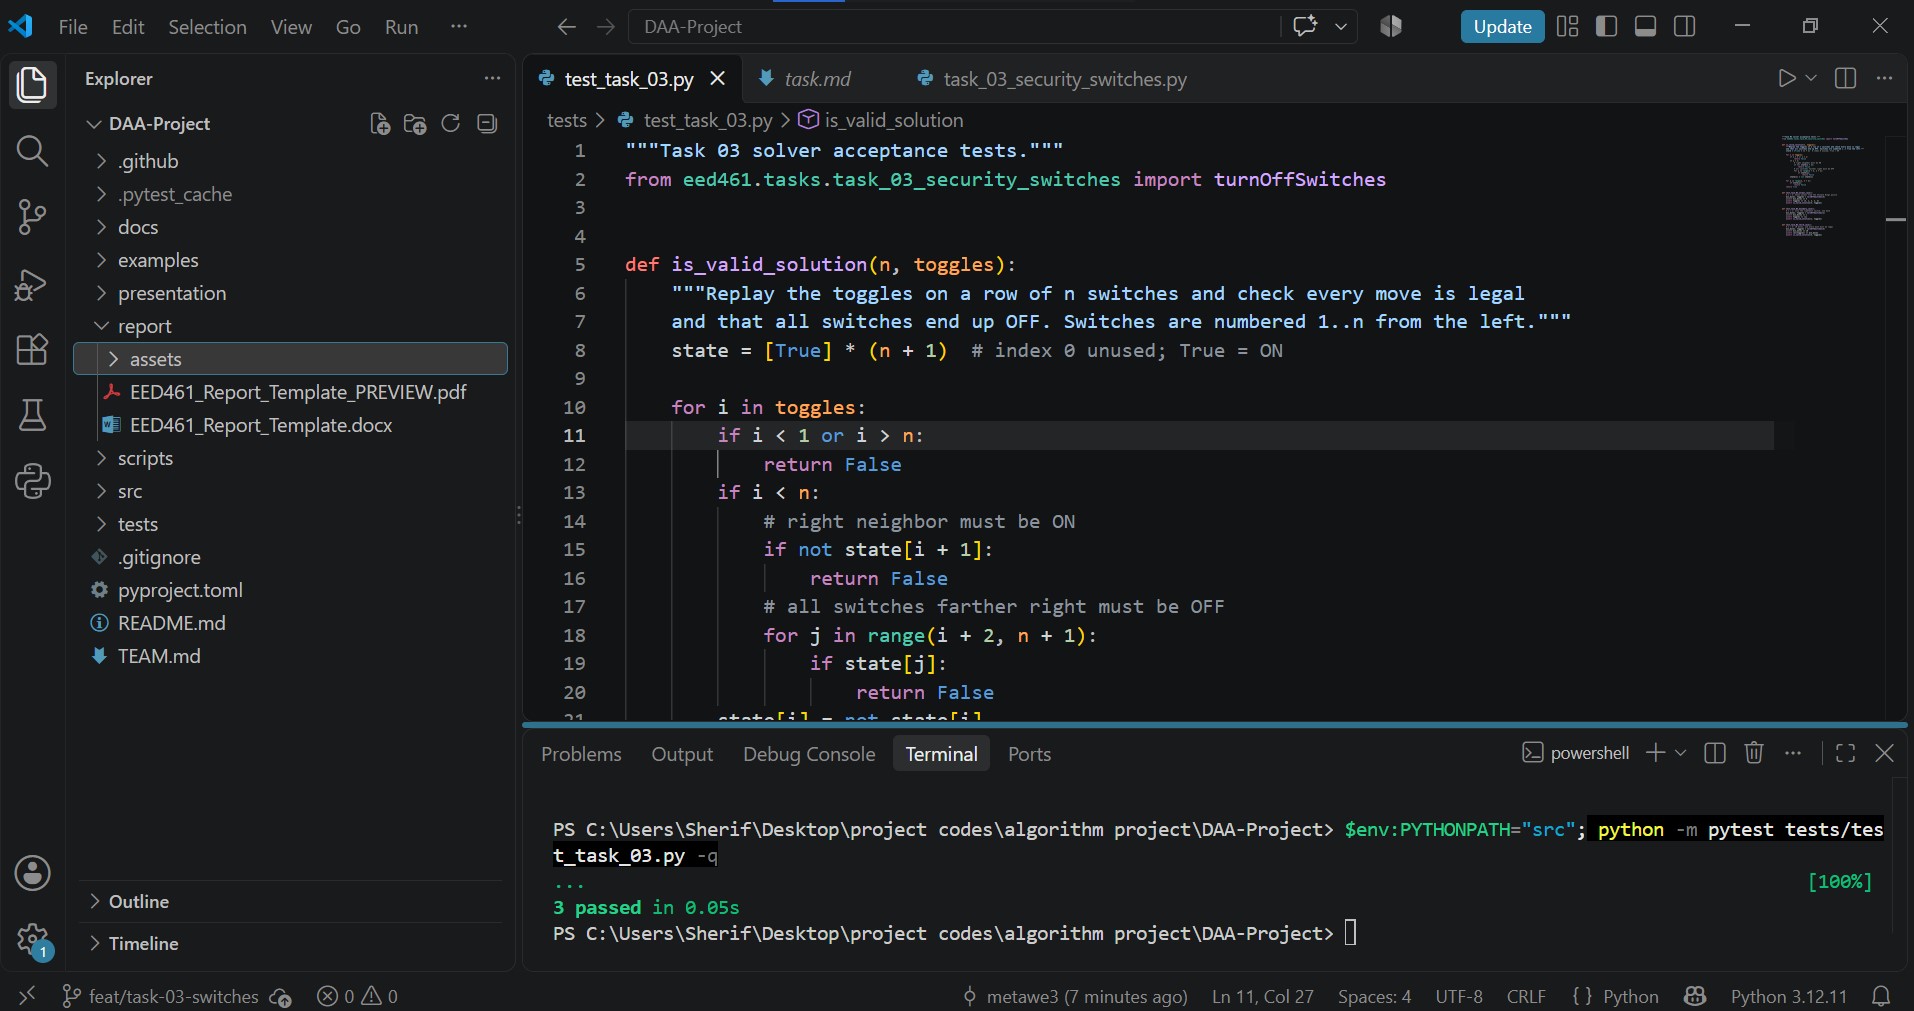 File Edit Selection View Go Run ···
DAA-Project
Update
Explorer
DAA-Project
.github
.pytest_cache
docs
examples
presentation
report
assets
EED461_Report_Template_PREVIEW.pdf
EED461_Report_Template.docx
scripts
src
tests
.gitignore
pyproject.toml
README.md
TEAM.md
Outline
Timeline
1
test_task_03.py
task.md
task_03_security_switches.py
tests > test_task_03.py > is_valid_solution
1 """Task 03 solver acceptance tests."""
2 from eed461.tasks.task_03_security_switches import turnOffSwitches
3
4
5 def is_valid_solution(n, toggles):
6 """Replay the toggles on a row of n switches and check every move is legal
7 and that all switches end up OFF. Switches are numbered 1..n from the left."""
8 state = [True] * (n + 1)  # index 0 unused; True = ON
9
10 for i in toggles:
11 if i < 1 or i > n:
12 return False
13 if i < n:
14 # right neighbor must be ON
15 if not state[i + 1]:
16 return False
17 # all switches farther right must be OFF
18 for j in range(i + 2, n + 1):
19 if state[j]:
20 return False
21 state[i] = not state[i]
Problems Output Debug Console Terminal Ports
powershell
PS C:\Users\Sherif\Desktop\project codes\algorithm project\DAA-Project> $env:PYTHONPATH="src"; python -m pytest tests/tes
t_task_03.py -q
... [100%]
3 passed in 0.05s
PS C:\Users\Sherif\Desktop\project codes\algorithm project\DAA-Project>
feat/task-03-switches 0 0 metawe3 (7 minutes ago) Ln 11, Col 27 Spaces: 4 UTF-8 CRLF {} Python Python 3.12.11